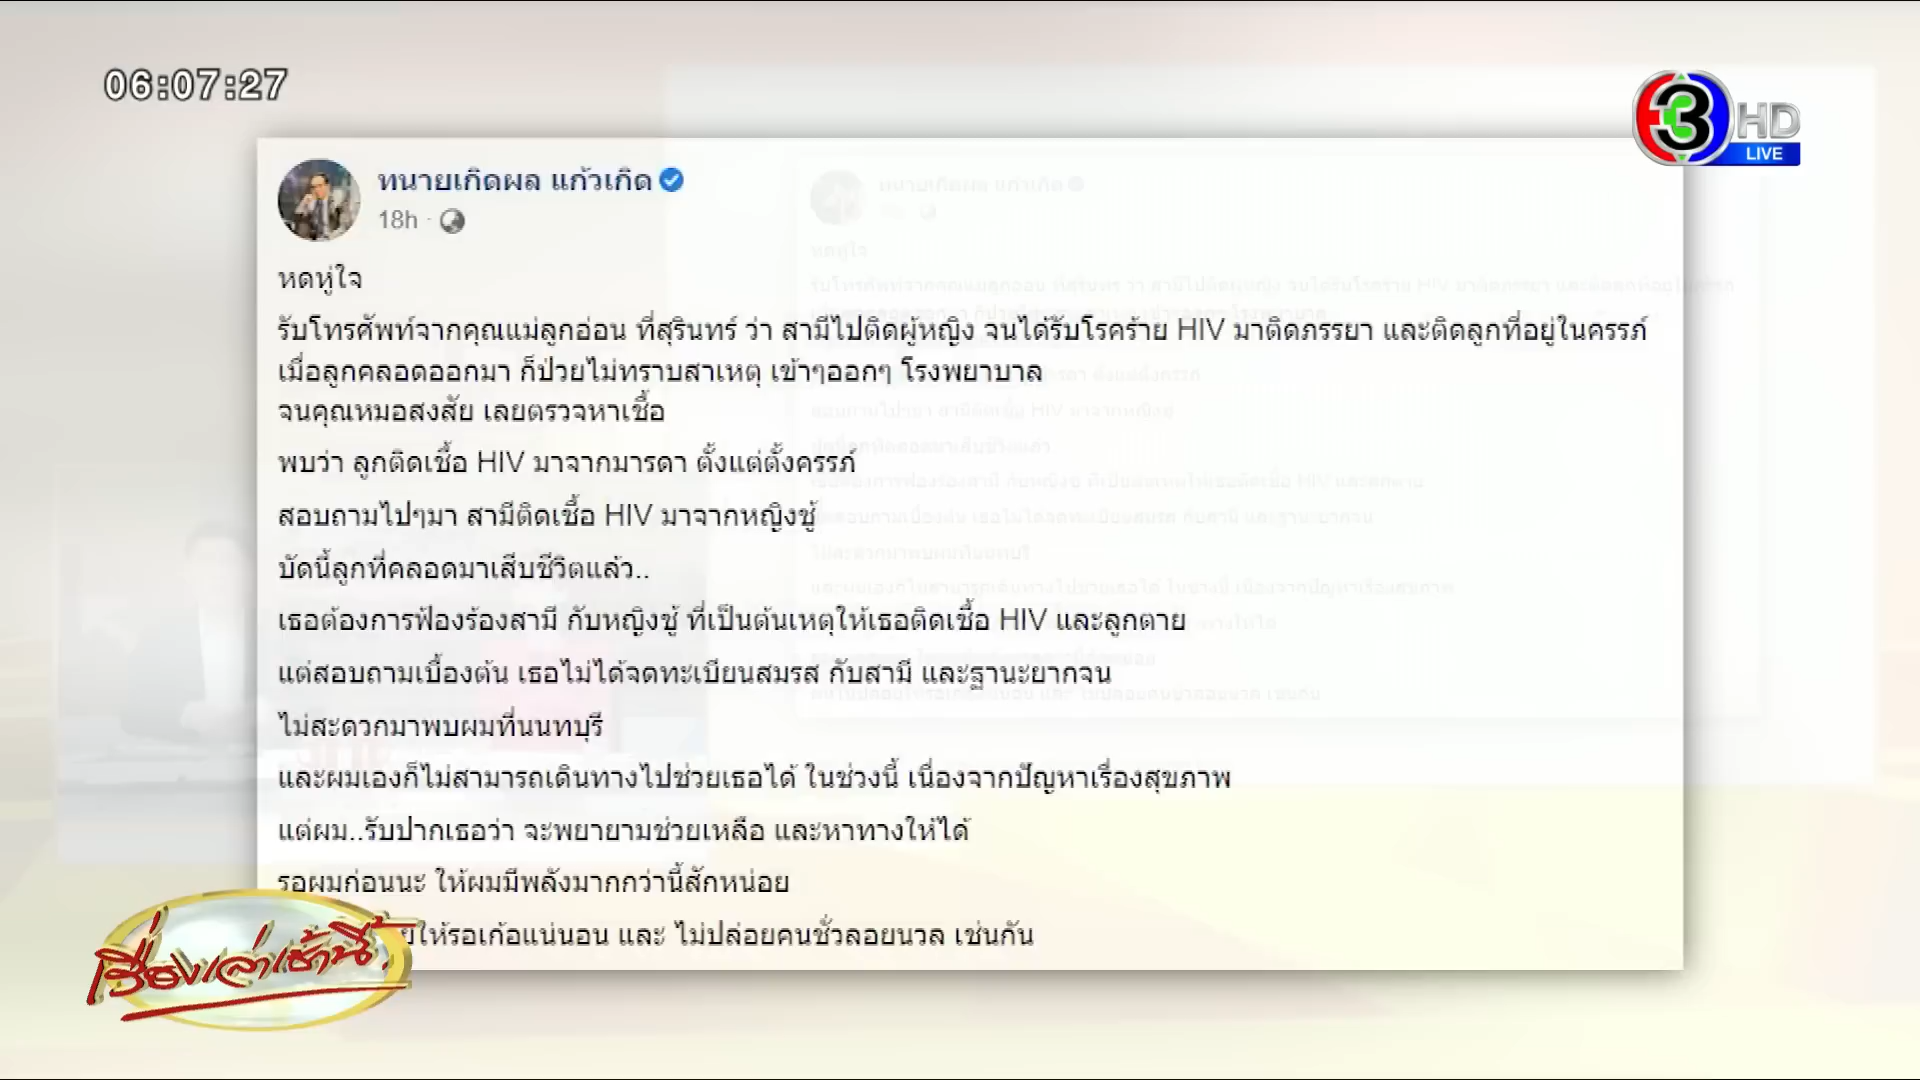 06:07:27
3 HD
LIVE
ทนายเกิดผล แก้วเกิด
18h ·
หดหู่ใจ
รับโทรศัพท์จากคุณแม่ลูกอ่อน ที่สุรินทร์ ว่า สามีไปติดผู้หญิง จนได้รับโรคร้าย HIV มาติดภรรยา และติดลูกที่อยู่ในครรภ์
เมื่อลูกคลอดออกมา ก็ป่วยไม่ทราบสาเหตุ เข้าๆออกๆ โรงพยาบาล
จนคุณหมอสงสัย เลยตรวจหาเชื้อ
พบว่า ลูกติดเชื้อ HIV มาจากมารดา ตั้งแต่ตั้งครรภ์
สอบถามไปๆมา สามีติดเชื้อ HIV มาจากหญิงชู้
บัดนี้ลูกที่คลอดมาเสีบชีวิตแล้ว..
เธอต้องการฟ้องร้องสามี กับหญิงชู้ ที่เป็นต้นเหตุให้เธอติดเชื้อ HIV และลูกตาย
แต่สอบถามเบื้องต้น เธอไม่ได้จดทะเบียนสมรส กับสามี และฐานะยากจน
ไม่สะดวกมาพบผมที่นนทบุรี
และผมเองก็ไม่สามารถเดินทางไปช่วยเธอได้ ในช่วงนี้ เนื่องจากปัญหาเรื่องสุขภาพ
แต่ผม..รับปากเธอว่า จะพยายามช่วยเหลือ และหาทางให้ได้
รอผมก่อนนะ ให้ผมมีพลังมากกว่านี้สักหน่อย
ยให้รอเก้อแน่นอน และ ไม่ปล่อยคนชั่วลอยนวล เช่นกัน
เรื่องเล่าเช้านี้